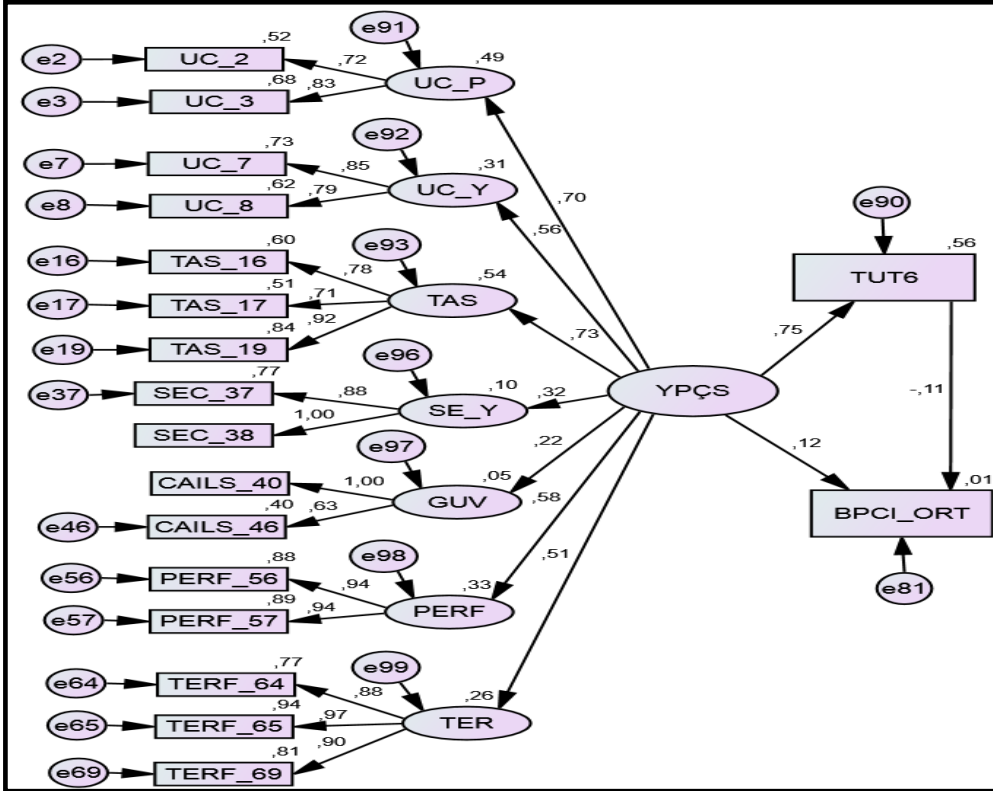 e91
,52
e2
UC_2
,72
,49
UC_P
,68
,83
e3
UC_3
e92
,73
e7
UC_7
,85
,31
UC_Y
,62
,79
e8
UC_8
,70
,56
e90
e93
,60
e16
TAS_16
,78
,54
TAS
,51
,71
e17
TAS_17
,92
,84
e19
TAS_19
,73
,56
TUT6
,75
e96
,77
e37
SEC_37
,88
,10
SE_Y
,32
1,00
SEC_38
YPÇS
-,11
e97
,22
,12
CAILS_40
1,00
,05
GUV
,40
,63
e46
CAILS_46
,58
,01
BPCI_ORT
,51
e98
,88
e56
PERF_56
,94
,33
PERF
,89
,94
e57
PERF_57
e81
e99
,77
e64
TERF_64
,88
,26
TER
,94
,97
e65
TERF_65
,90
,81
e69
TERF_69